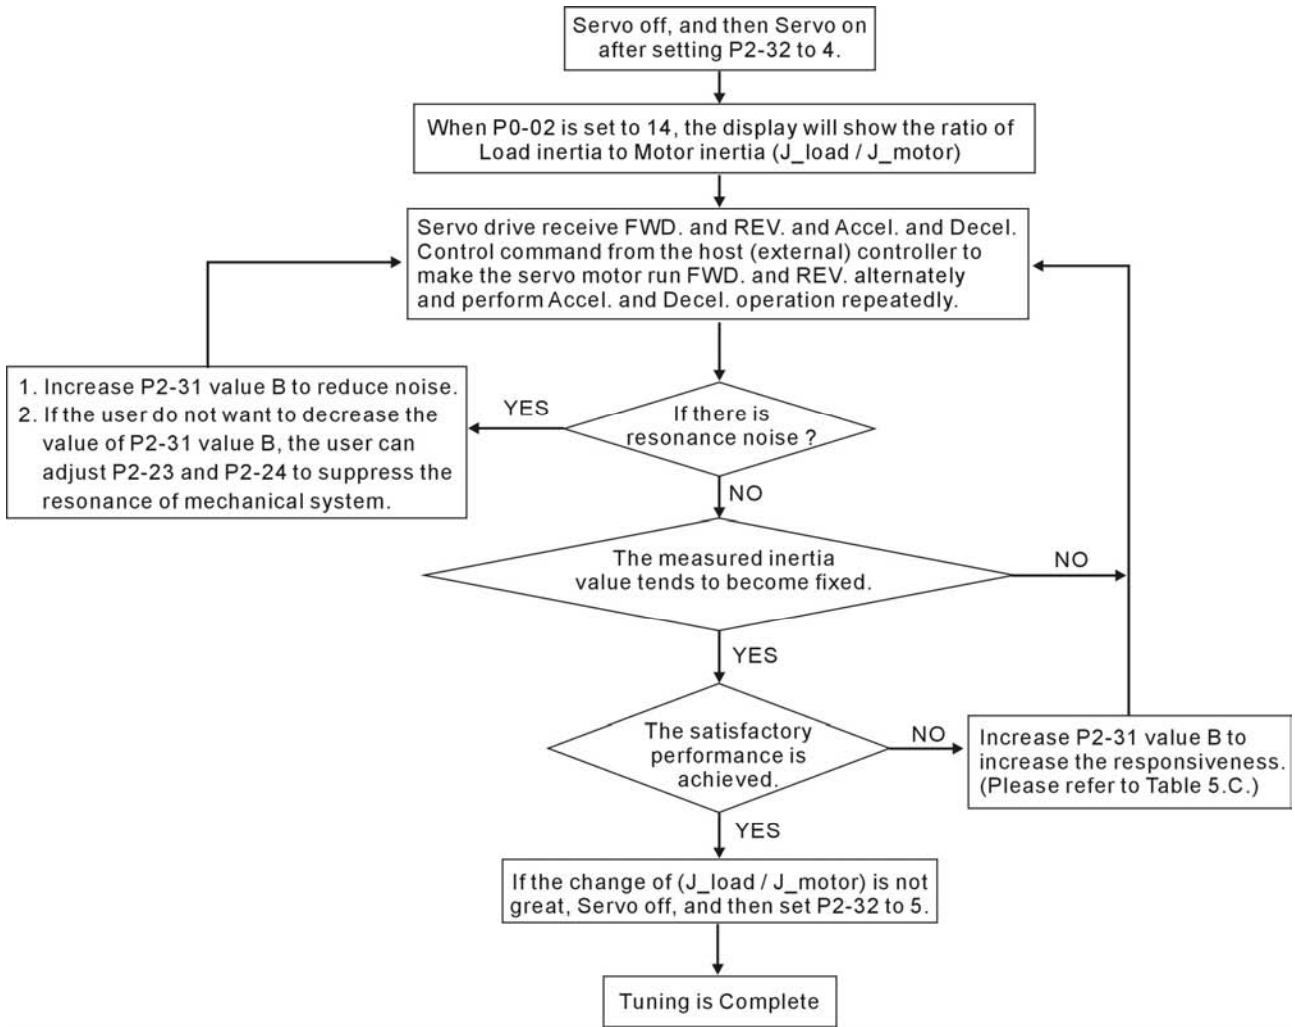 Servo off, and then Servo on
after setting P2-32 to 4.
When P0-02 is set to 14, the display will show the ratio of
Load inertia to Motor inertia (J_load / J_motor)
Servo drive receive FWD. and REV. and Accel. and Decel.
Control command from the host (external) controller to
make the servo motor run FWD. and REV. alternately
and perform Accel. and Decel. operation repeatedly.
1. Increase P2-31 value B to reduce noise.
2. If the user do not want to decrease the
value of P2-31 value B, the user can
adjust P2-23 and P2-24 to suppress the
resonance of mechanical system.
YES
If there is
resonance noise ?
NO
The measured inertia
value tends to become fixed.
NO
YES
The satisfactory
performance is
achieved.
NO
Increase P2-31 value B to
increase the responsiveness.
(Please refer to Table 5.C.)
YES
If the change of (J_load / J_motor) is not
great, Servo off, and then set P2-32 to 5.
Tuning is Complete